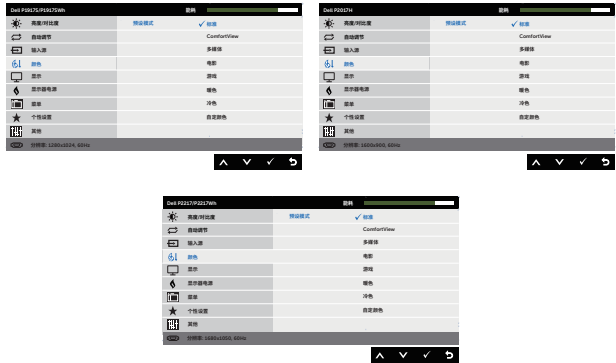 Dell P1917S/P1917SWh 能耗
亮度/对比度 预设模式 ✓ 标准
自动调节 ComfortView
输入源 多媒体
颜色 电影
显示 游戏
显示器电源 暖色
菜单 冷色
个性设置 自定颜色
其他
分辨率: 1280x1024, 60Hz
Dell P2017H 能耗
亮度/对比度 预设模式 ✓ 标准
自动调节 ComfortView
输入源 多媒体
颜色 电影
显示 游戏
显示器电源 暖色
菜单 冷色
个性设置 自定颜色
其他
分辨率: 1600x900, 60Hz
Dell P2217/P2217Wh 能耗
亮度/对比度 预设模式 ✓ 标准
自动调节 ComfortView
输入源 多媒体
颜色 电影
显示 游戏
显示器电源 暖色
菜单 冷色
个性设置 自定颜色
其他
分辨率: 1680x1050, 60Hz